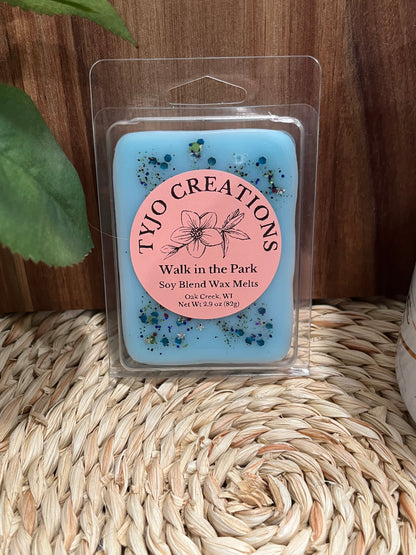 TYJO CREATIONS
Walk in the Park
Soy Blend Wax Melts
Oak Creek, WI
Net Wt 2.9 oz (82g)